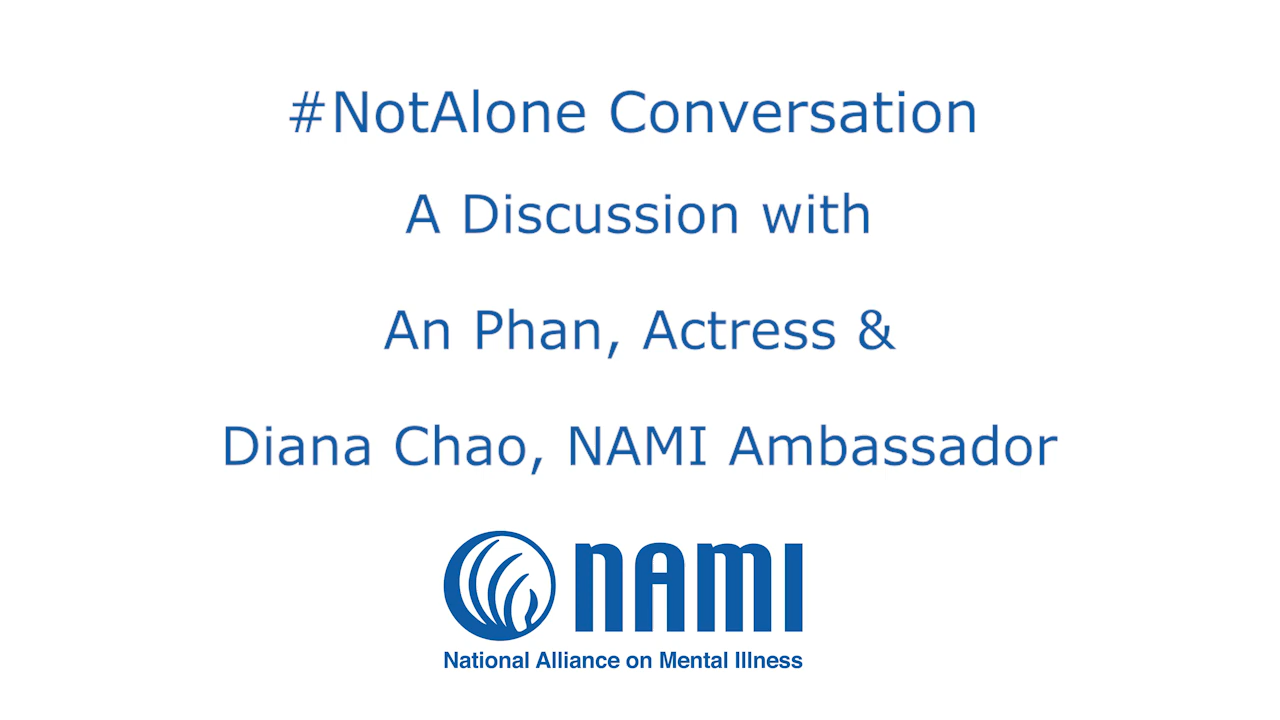 #NotAlone Conversation
A Discussion with
An Phan, Actress &
Diana Chao, NAMI Ambassador
NAMI
National Alliance on Mental Illness